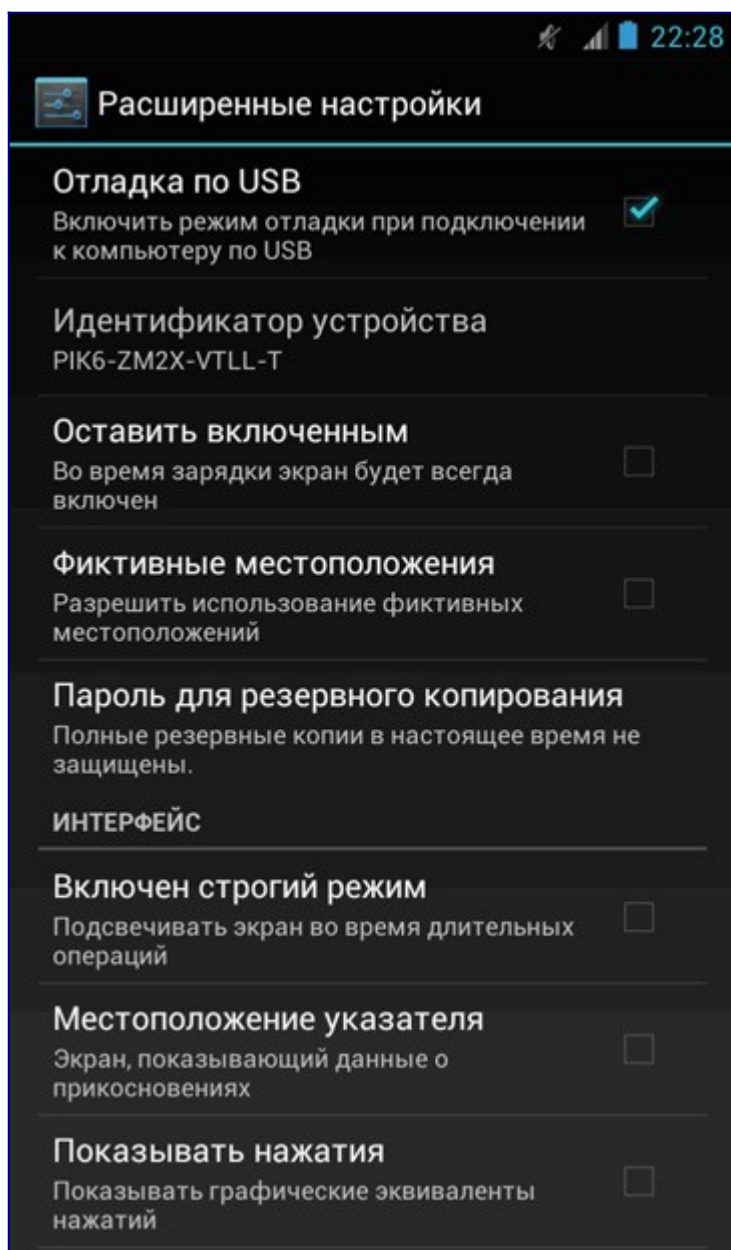 22:28
Расширенные настройки
Отладка по USB
Включить режим отладки при подключении
к компьютеру по USB
Идентификатор устройства
PIK6-ZM2X-VTLL-T
Оставить включенным
Во время зарядки экран будет всегда
включен
Фиктивные местоположения
Разрешить использование фиктивных
местоположений
Пароль для резервного копирования
Полные резервные копии в настоящее время не
защищены.
ИНТЕРФЕЙС
Включен строгий режим
Подсвечивать экран во время длительных
операций
Местоположение указателя
Экран, показывающий данные о
прикосновениях
Показывать нажатия
Показывать графические эквиваленты
нажатий